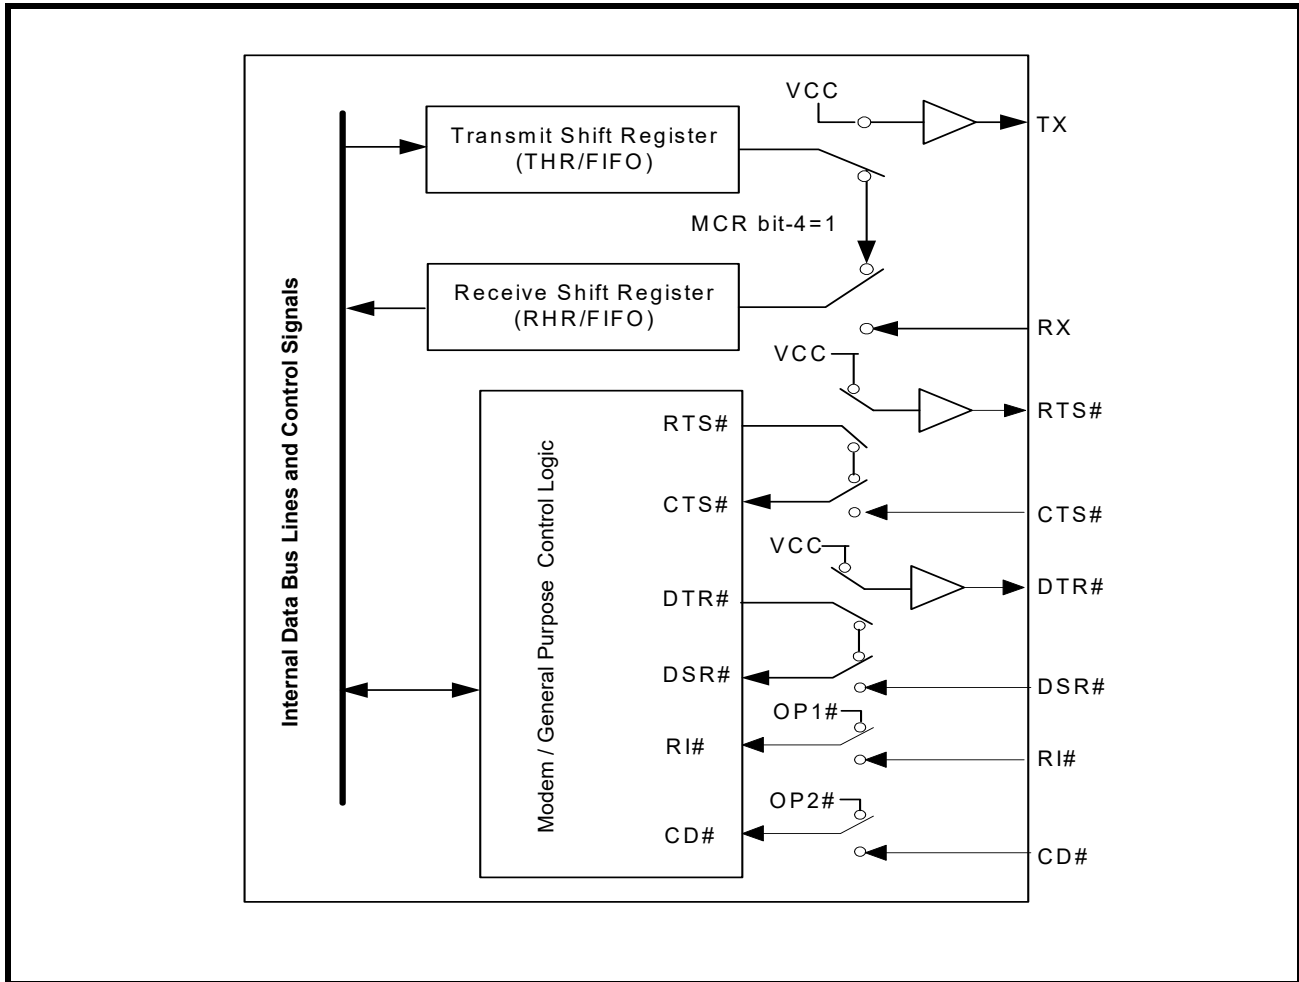 VCC
TX
Transmit Shift Register
(THR/FIFO)
MCR bit-4=1
Receive Shift Register
(RHR/FIFO)
RX
VCC
RTS#
RTS#
CTS#
CTS#
VCC
DTR#
DTR#
DSR#
DSR#
OP1#
RI#
RI#
OP2#
CD#
CD#
Internal Data Bus Lines and Control Signals
Modem / General Purpose Control Logic